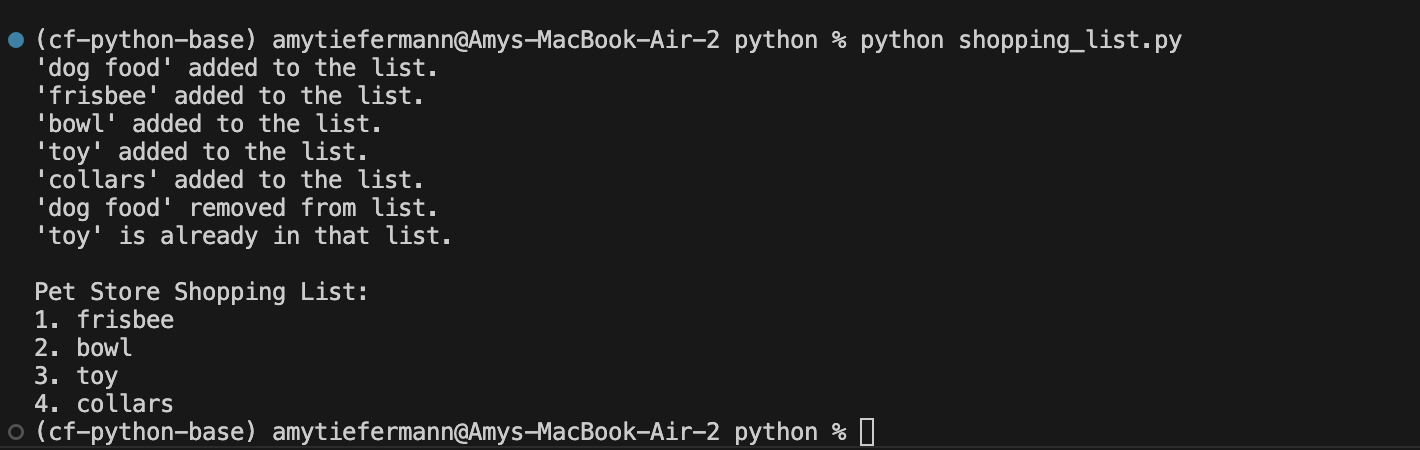 (cf-python-base) amytiefermann@Amys-MacBook-Air-2 python % python shopping_list.py
'dog food' added to the list.
'frisbee' added to the list.
'bowl' added to the list.
'toy' added to the list.
'collars' added to the list.
'dog food' removed from list.
'toy' is already in that list.

Pet Store Shopping List:
1. frisbee
2. bowl
3. toy
4. collars
(cf-python-base) amytiefermann@Amys-MacBook-Air-2 python %